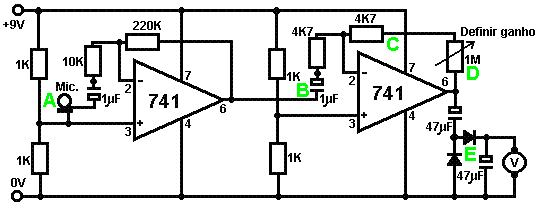 +9V
4K7
C
Definir ganho
220K
4K7
1M
D
1K
10K
1K
Mic.
A
1µF
2
-
741
7
6
3
+
4
B
1µF
2
-
741
7
6
3
+
4
47µF
1K
1K
E
47µF
V
0V